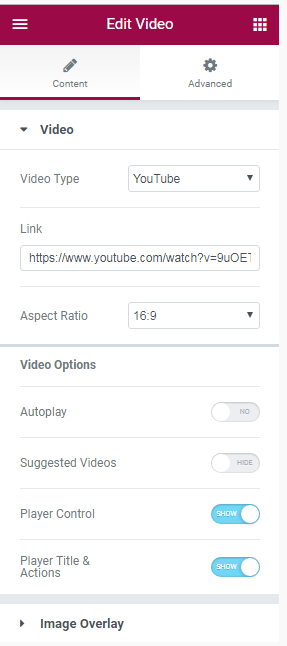 Edit Video
Content Advanced
Video
Video Type YouTube
Link
https://www.youtube.com/watch?v=9uOET
Aspect Ratio 16:9
Video Options
Autoplay NO
Suggested Videos HIDE
Player Control SHOW
Player Title &
Actions SHOW
Image Overlay